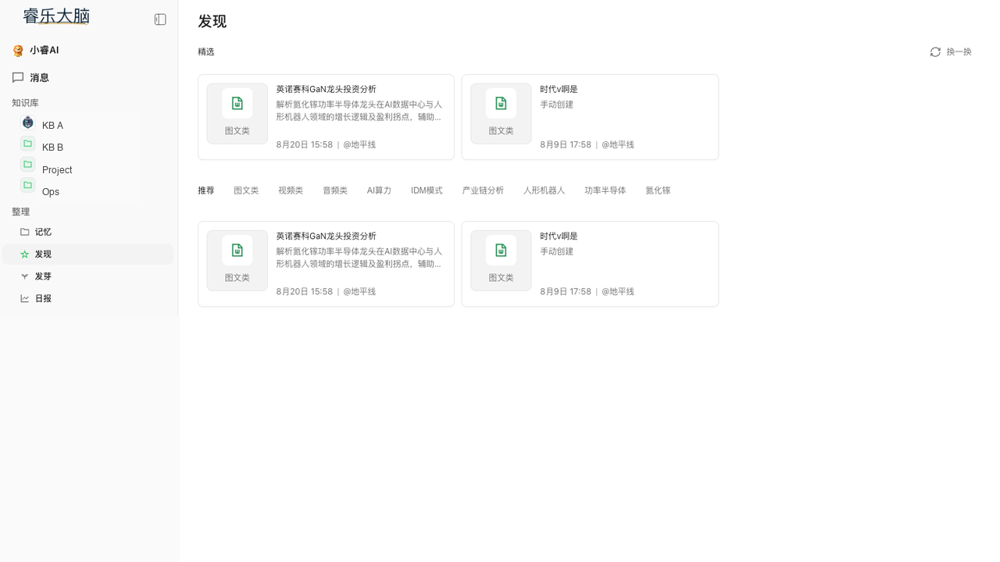 睿乐大脑
小睿AI
消息
知识库
KB A
KB B
Project
Ops
整理
记忆
发现
发芽
日报
发现
精选
换一换
英诺赛科GaN龙头投资分析
解析氮化镓功率半导体龙头在AI数据中心与人
形机器人领域的增长逻辑及盈利拐点，辅助...
图文类
8月20日 15:58 | @地平线
时代v啊是
手动创建
图文类
8月9日 17:58 | @地平线
推荐 图文类 视频类 音频类 AI算力 IDM模式 产业链分析 人形机器人 功率半导体 氮化镓
英诺赛科GaN龙头投资分析
解析氮化镓功率半导体龙头在AI数据中心与人
形机器人领域的增长逻辑及盈利拐点，辅助...
图文类
8月20日 15:58 | @地平线
时代v啊是
手动创建
图文类
8月9日 17:58 | @地平线